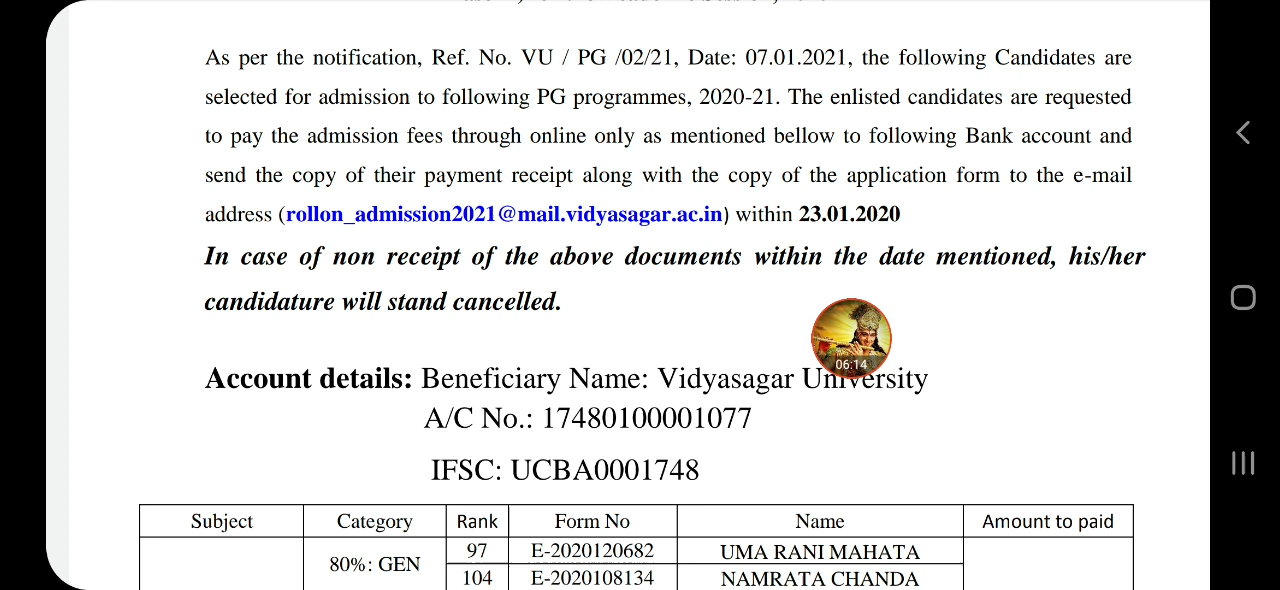 As per the notification, Ref. No. VU / PG /02/21, Date: 07.01.2021, the following Candidates are
selected for admission to following PG programmes, 2020-21. The enlisted candidates are requested
to pay the admission fees through online only as mentioned bellow to following Bank account and
send the copy of their payment receipt along with the copy of the application form to the e-mail
address (rollon_admission2021@mail.vidyasagar.ac.in) within 23.01.2020
In case of non receipt of the above documents within the date mentioned, his/her
candidature will stand cancelled.
06:14
Account details: Beneficiary Name: Vidyasagar University
A/C No.: 17480100001077
IFSC: UCBA0001748
Subject Category Rank Form No Name Amount to paid
80%: GEN
97 E-2020120682 UMA RANI MAHATA
104 E-2020108134 NAMRATA CHANDA